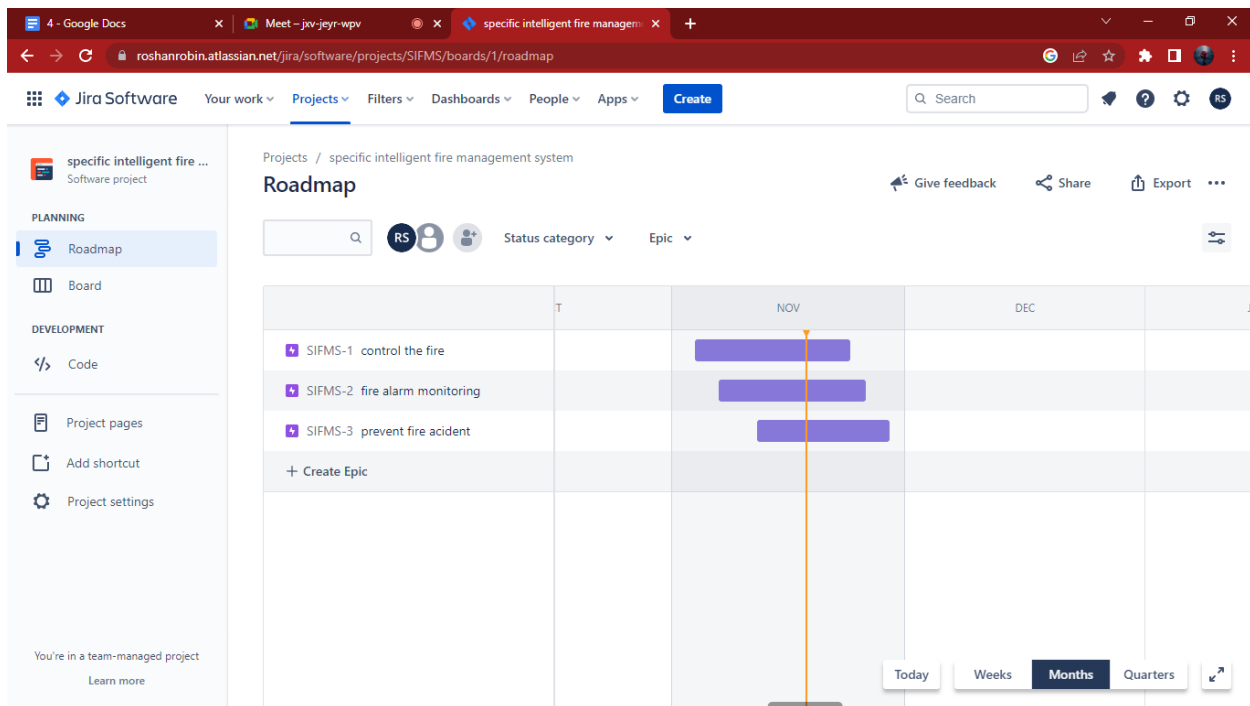 4 - Google Docs
Meet – jxv-jeyr-wpv
specific intelligent fire managem
roshanrobin.atlassian.net/jira/software/projects/SIFMS/boards/1/roadmap
Jira Software Your work Projects Filters Dashboards People Apps Create Search RS
specific intelligent fire ...
Software project
PLANNING
Roadmap
Board
DEVELOPMENT
Code
Project pages
Add shortcut
Project settings
You're in a team-managed project
Learn more
Projects / specific intelligent fire management system
Roadmap
Give feedback Share Export
RS Status category Epic
T NOV DEC J
SIFMS-1 control the fire
SIFMS-2 fire alarm monitoring
SIFMS-3 prevent fire acident
+ Create Epic
Today Weeks Months Quarters